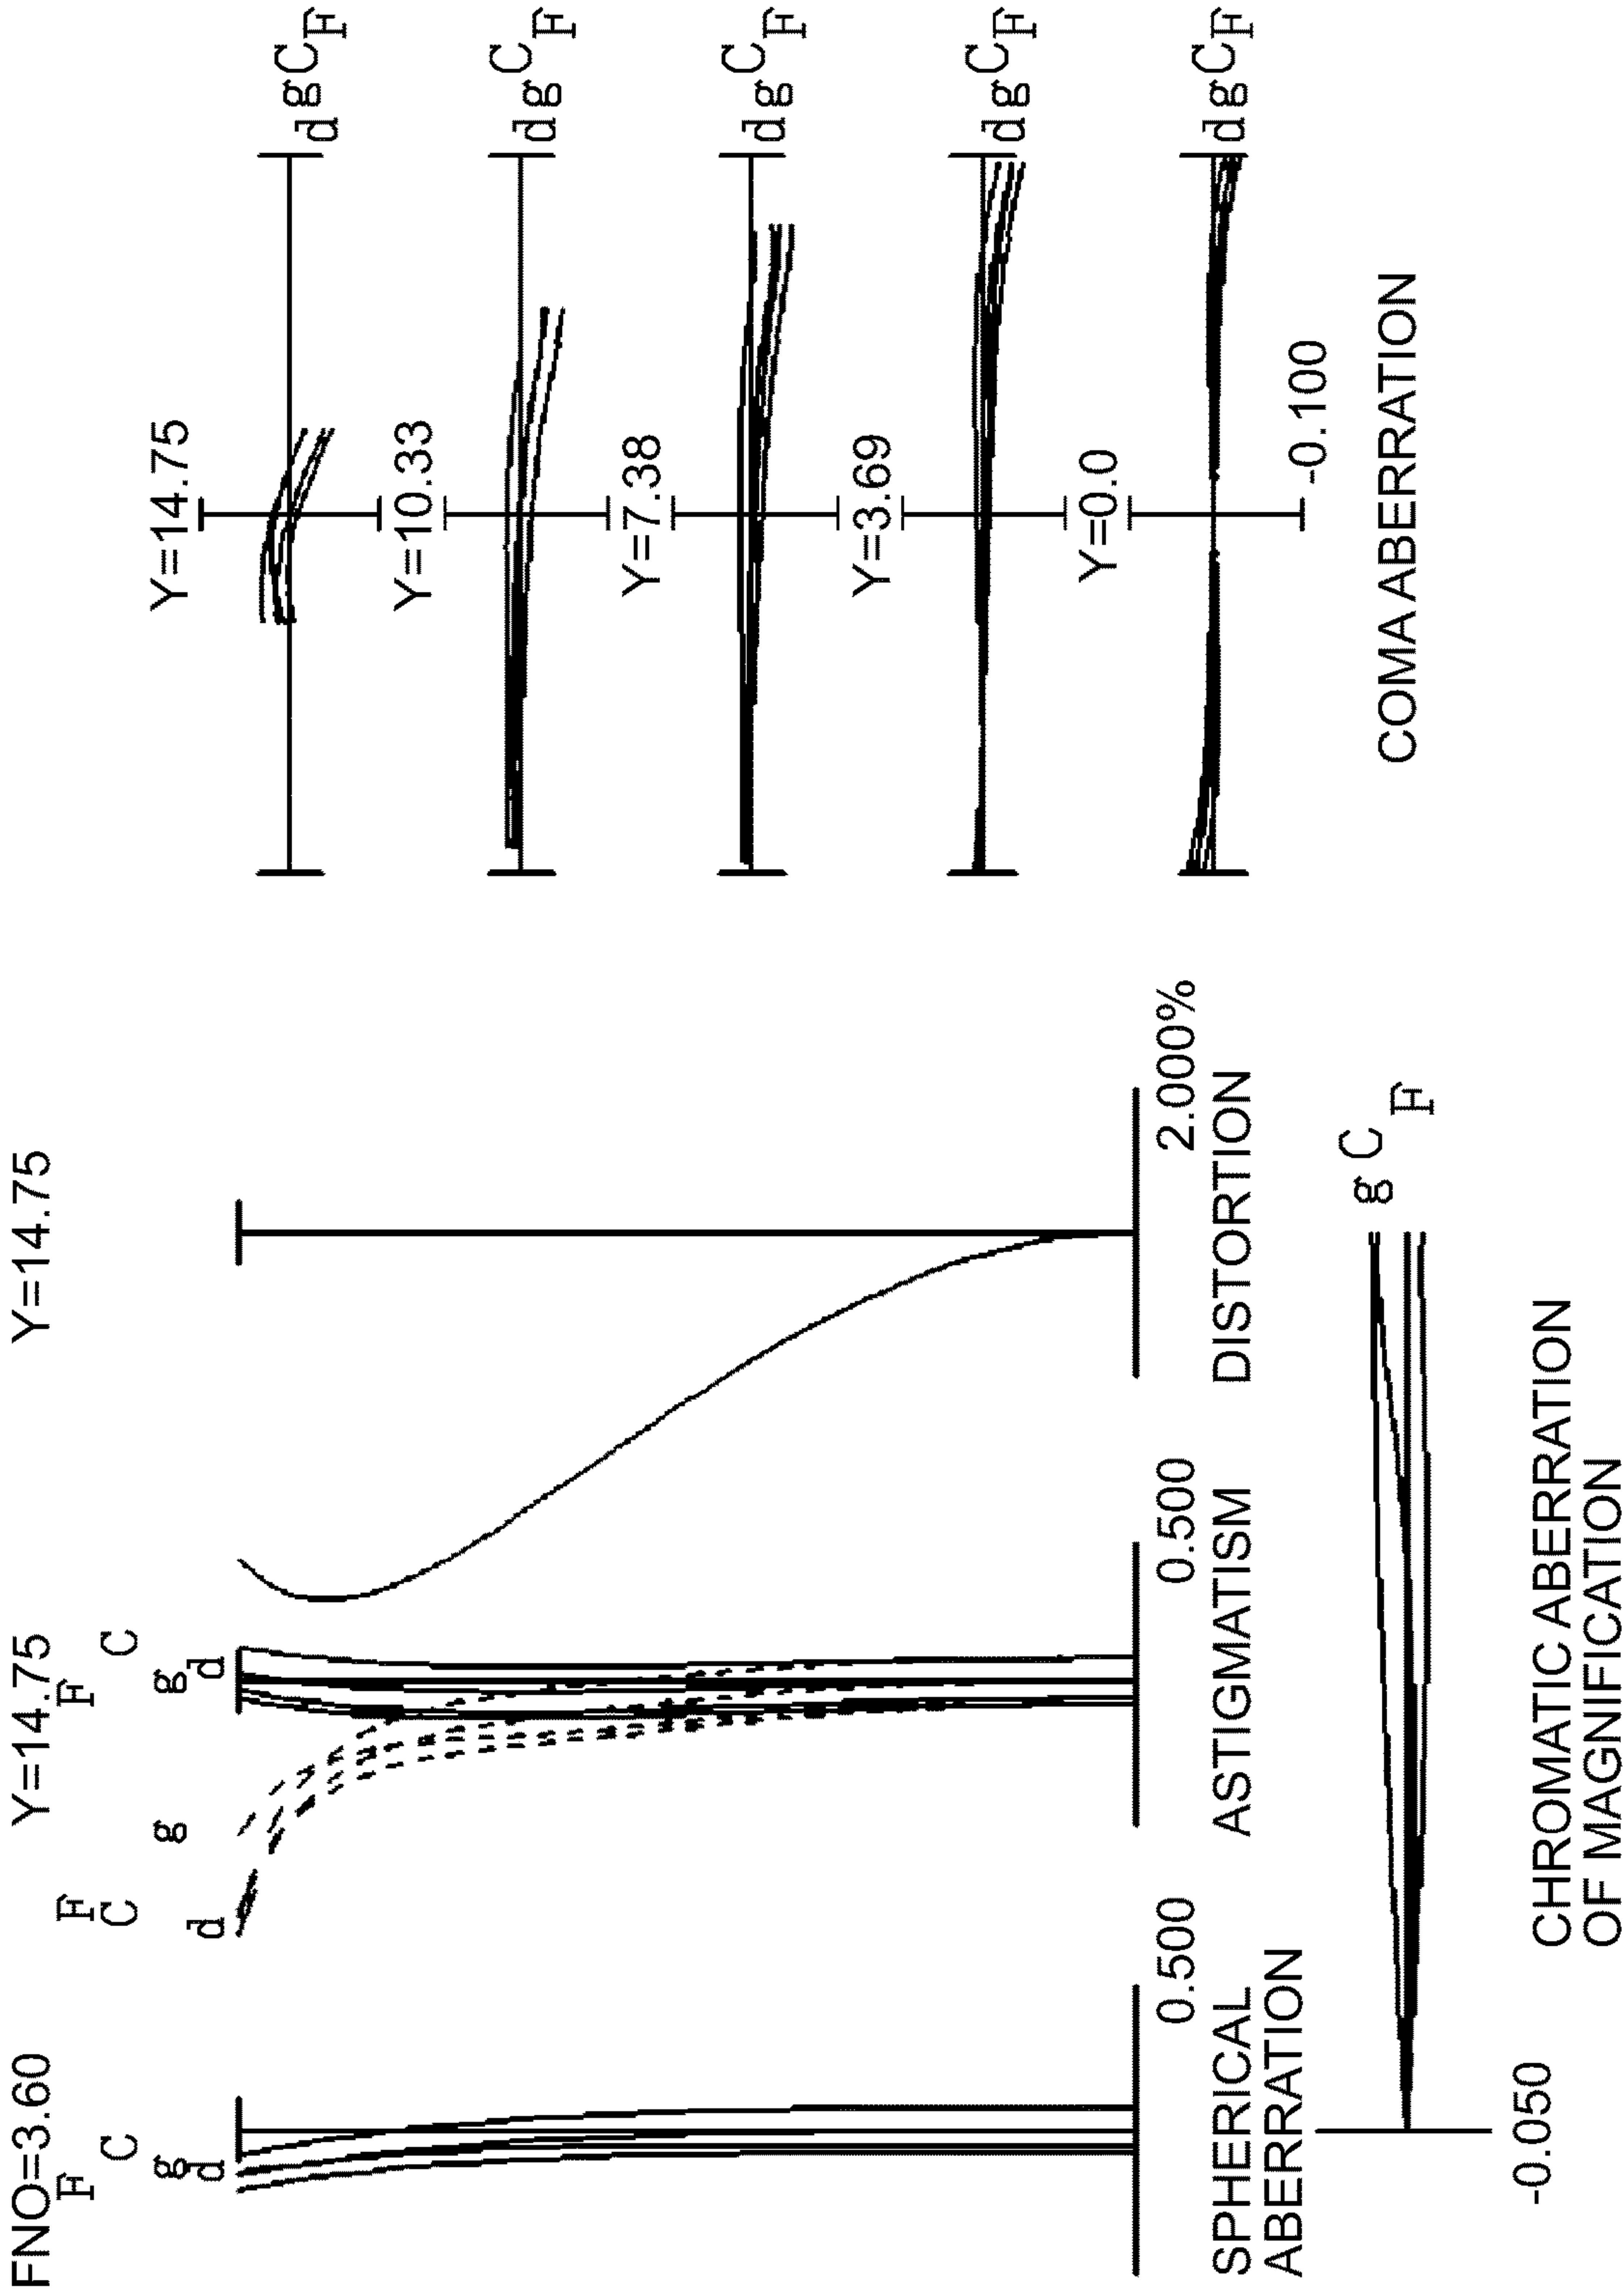 FNO=3.60
F
C
g
d
0.500
SPHERICAL
ABERRATION
Y=14.75
F
C
g
d
F
C
g
d
0.500
ASTIGMATISM
Y=14.75
2.000%
DISTORTION
Y=14.75
d g C F
Y=10.33
d g C F
Y=7.38
d g C F
Y=3.69
d g C F
Y=0.0
d g C F
-0.100
COMA ABERRATION
g C F
-0.050
CHROMATIC ABERRATION
OF MAGNIFICATION